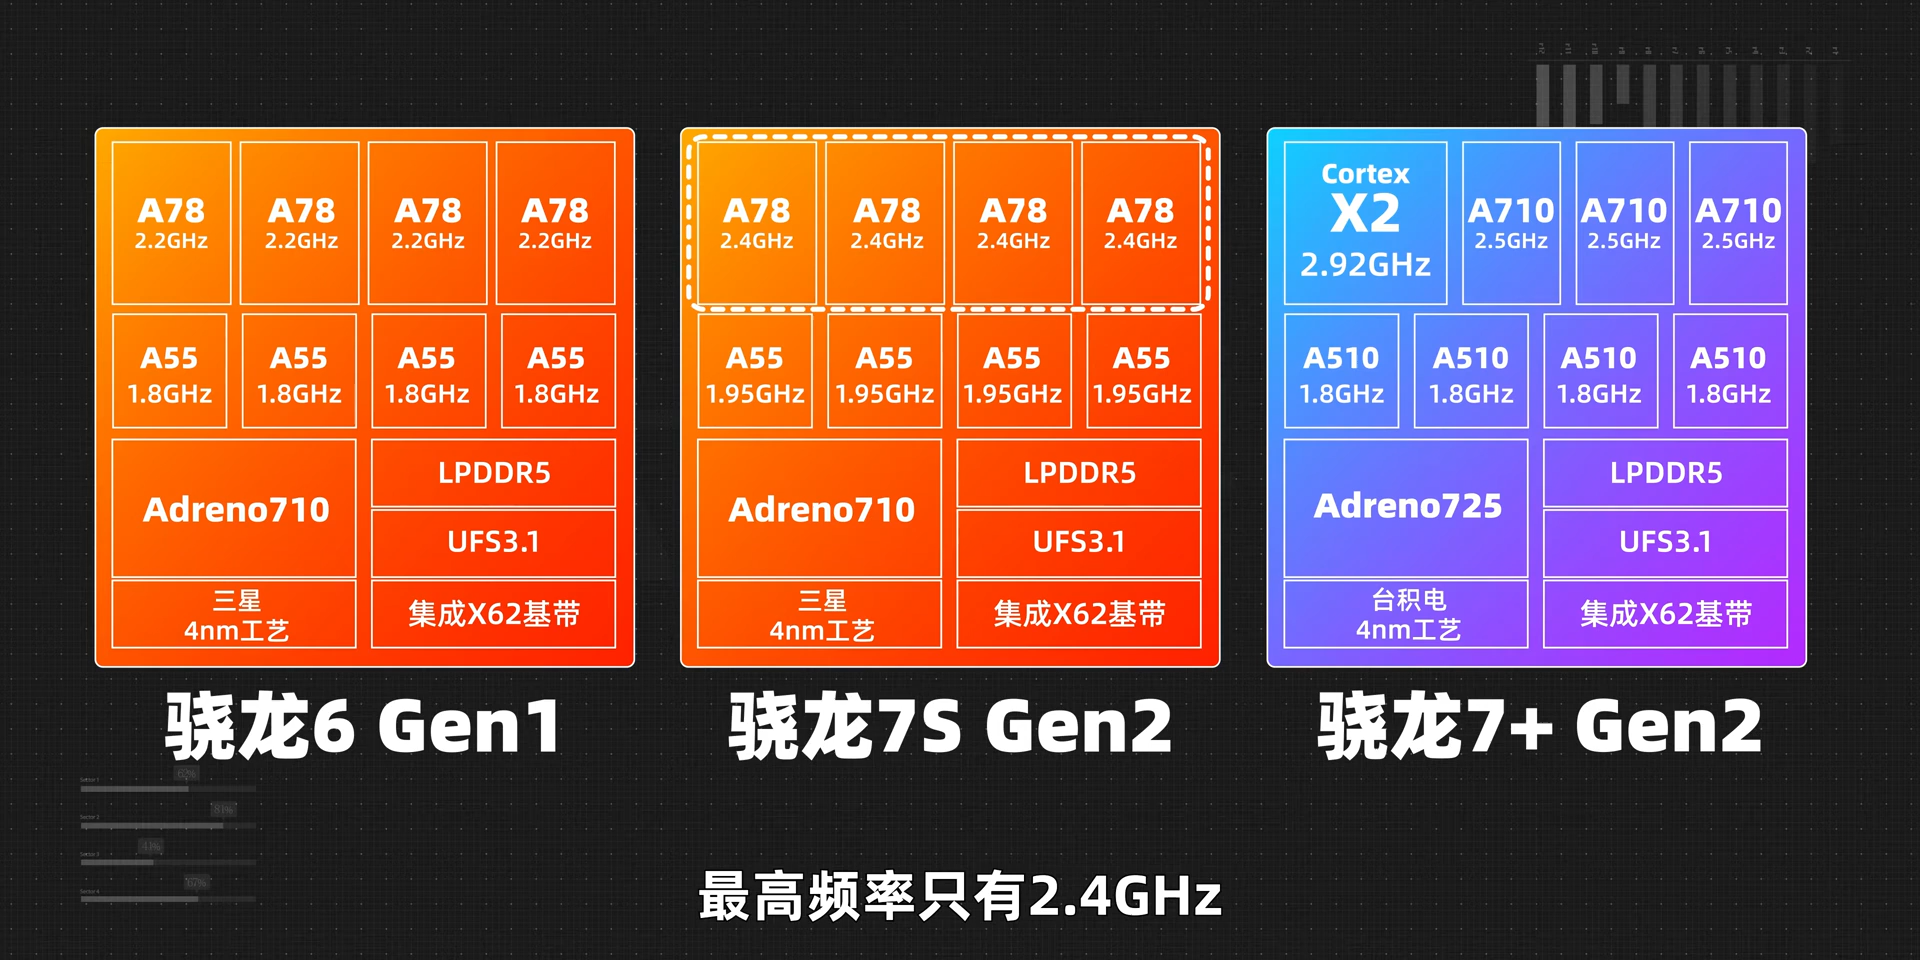 A78 A78 A78 A78
2.2GHz 2.2GHz 2.2GHz 2.2GHz
A55 A55 A55 A55
1.8GHz 1.8GHz 1.8GHz 1.8GHz
Adreno710
LPDDR5
UFS3.1
三星
4nm工艺
集成X62基带
骁龙6 Gen1
A78 A78 A78 A78
2.4GHz 2.4GHz 2.4GHz 2.4GHz
A55 A55 A55 A55
1.95GHz 1.95GHz 1.95GHz 1.95GHz
Adreno710
LPDDR5
UFS3.1
三星
4nm工艺
集成X62基带
骁龙7S Gen2
Cortex
X2
2.92GHz
A710 A710 A710
2.5GHz 2.5GHz 2.5GHz
A510 A510 A510 A510
1.8GHz 1.8GHz 1.8GHz 1.8GHz
Adreno725
LPDDR5
UFS3.1
台积电
4nm工艺
集成X62基带
骁龙7+ Gen2
62%
81%
41%
67%
最高频率只有2.4GHz